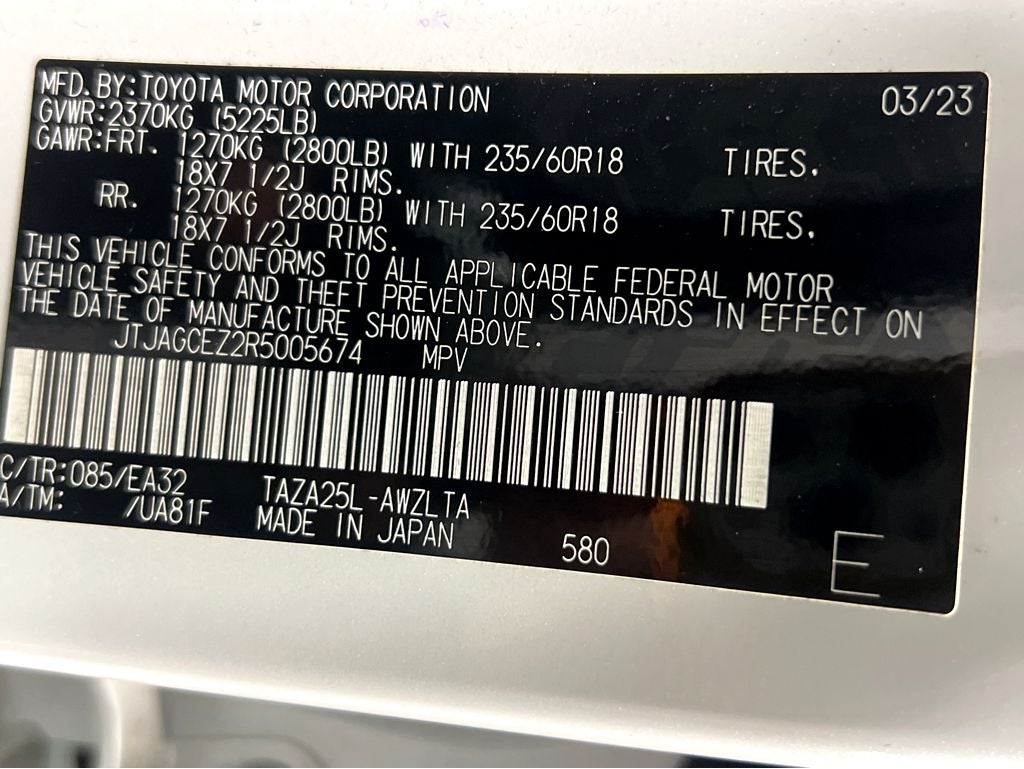 MFD.BY:TOYOTA MOTOR CORPORATION 03/23
GVWR:2370KG (5225LB)
GAWR:FRT. 1270KG (2800LB) WITH 235/60R18 TIRES.
18X7 1/2J RIMS.
RR. 1270KG (2800LB) WITH 235/60R18 TIRES.
18X7 1/2J RIMS.
THIS VEHICLE CONFORMS TO ALL APPLICABLE FEDERAL MOTOR
VEHICLE SAFETY AND THEFT PREVENTION STANDARDS IN EFFECT ON
THE DATE OF MANUFACTURE SHOWN ABOVE.
JTJAGCEZ2R5005674 MPV
C/TR:085/EA32 TAZA25L-AWZLTA
A/TM: /UA81F MADE IN JAPAN 580 E